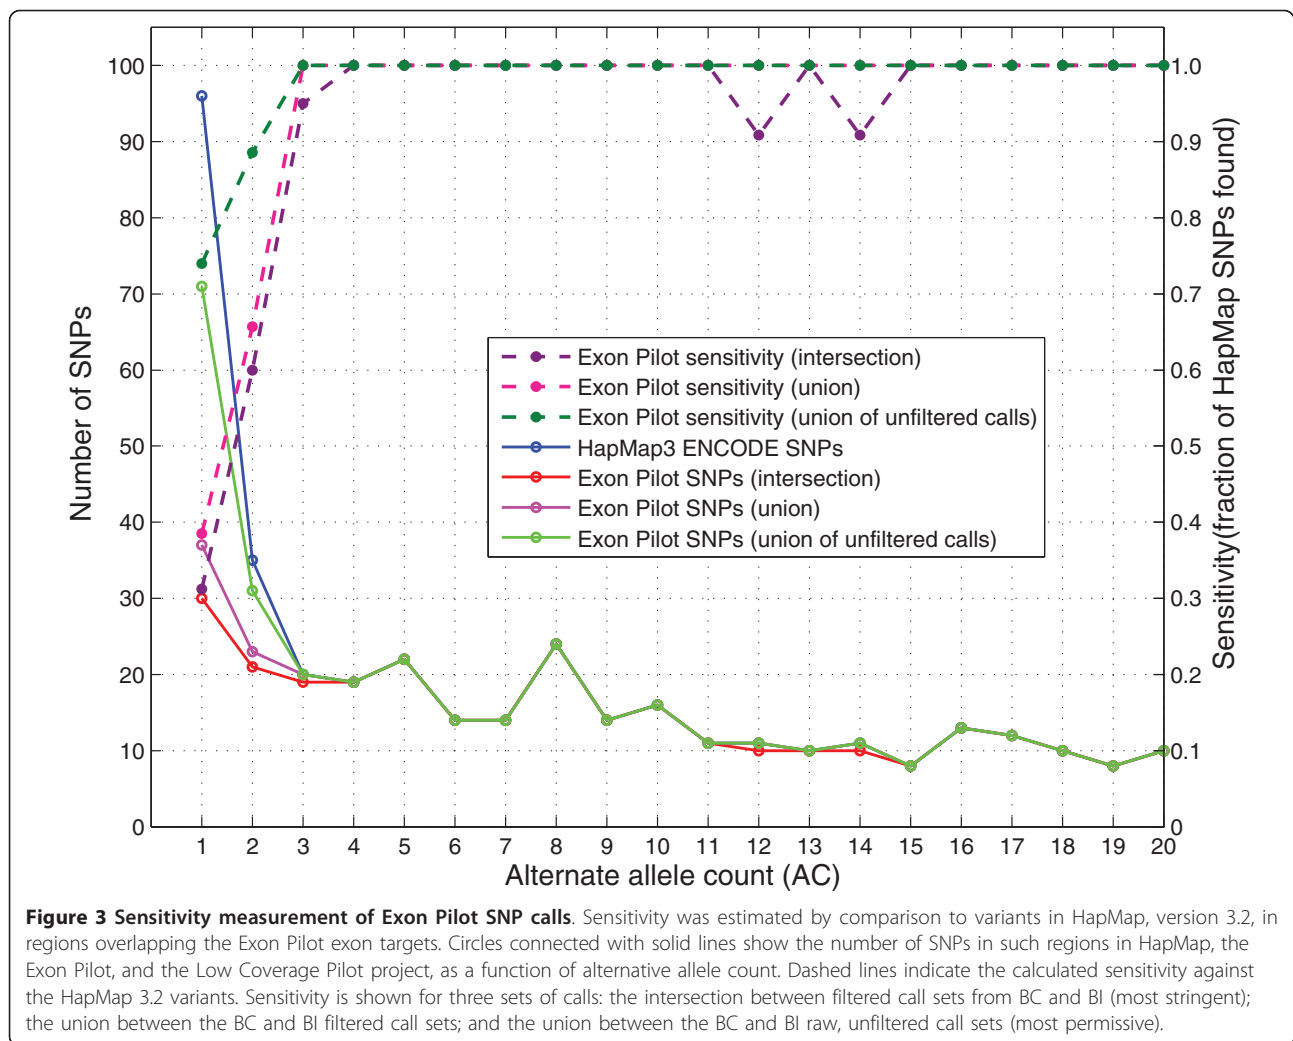 100
90
80
70
60
50
40
30
20
10
0
Number of SNPs
1.0
0.9
0.8
0.7
0.6
0.5
0.4
0.3
0.2
0.1
0
Sensitivity(fraction of HapMap SNPs found)
Exon Pilot sensitivity (intersection)
Exon Pilot sensitivity (union)
Exon Pilot sensitivity (union of unfiltered calls)
HapMap3 ENCODE SNPs
Exon Pilot SNPs (intersection)
Exon Pilot SNPs (union)
Exon Pilot SNPs (union of unfiltered calls)
1 2 3 4 5 6 7 8 9 10 11 12 13 14 15 16 17 18 19 20
Alternate allele count (AC)
Figure 3 Sensitivity measurement of Exon Pilot SNP calls. Sensitivity was estimated by comparison to variants in HapMap, version 3.2, in
regions overlapping the Exon Pilot exon targets. Circles connected with solid lines show the number of SNPs in such regions in HapMap, the
Exon Pilot, and the Low Coverage Pilot project, as a function of alternative allele count. Dashed lines indicate the calculated sensitivity against
the HapMap 3.2 variants. Sensitivity is shown for three sets of calls: the intersection between filtered call sets from BC and BI (most stringent);
the union between the BC and BI filtered call sets; and the union between the BC and BI raw, unfiltered call sets (most permissive).